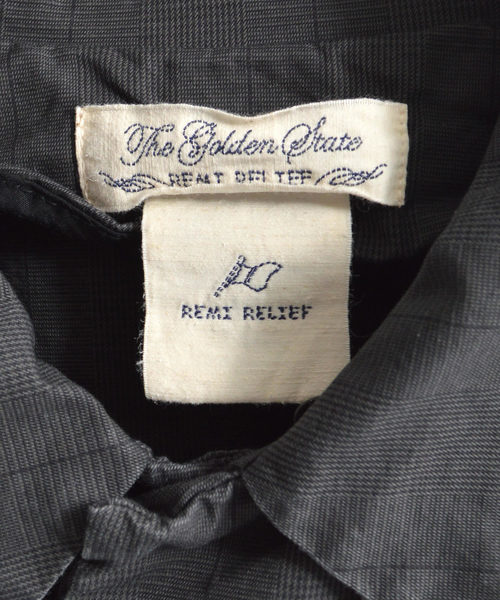 The Golden State
REMI RELIEF
REMI RELIEF